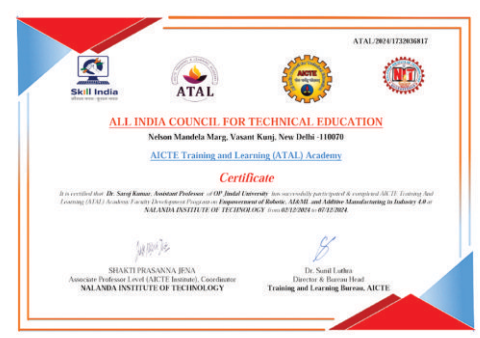 ATAL/2024/1732036817
Skill India
ATAL
AICTE
NIT
ALL INDIA COUNCIL FOR TECHNICAL EDUCATION
Nelson Mandela Marg, Vasant Kunj, New Delhi -110070
AICTE Training and Learning (ATAL) Academy
Certificate
It is certified that Dr. Saroj Kumar, Assistant Professor of OP Jindal University has successfully participated & completed AICTE Training And
Learning (ATAL) Academy Faculty Development Program on Empowerment of Robotic, AI&ML and Additive Manufacturing in Industry 4.0 at
NALANDA INSTITUTE OF TECHNOLOGY from 02/12/2024 to 07/12/2024.
SHAKTI PRASANNA JENA
Associate Professor Level (AICTE Institute), Coordinator
NALANDA INSTITUTE OF TECHNOLOGY
Dr. Sunil Luthra
Director & Bureau Head
Training and Learning Bureau, AICTE